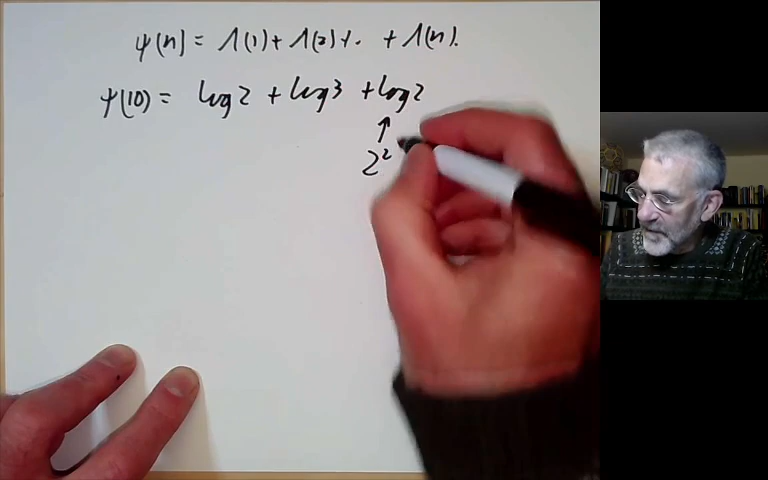 ψ(n) = Λ(1) + Λ(2) + . . + Λ(n).
ψ(10) = log 2 + log 3 + log 2
↑
2²